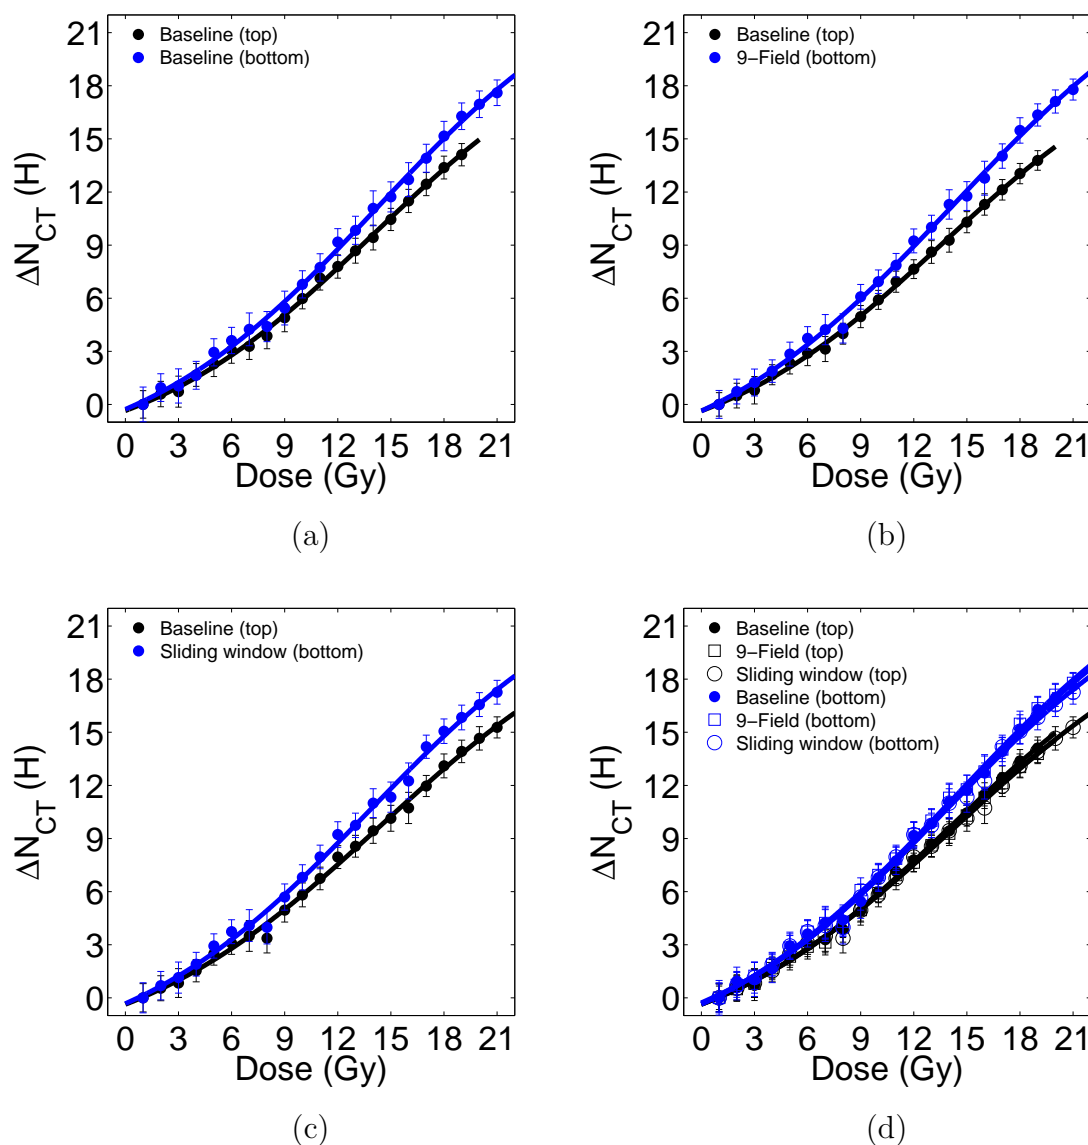 21
18
15
12
9
6
3
0
ΔN_CT (H)
Baseline (top)
Baseline (bottom)
0 3 6 9 12 15 18 21
Dose (Gy)
(a)
21
18
15
12
9
6
3
0
ΔN_CT (H)
Baseline (top)
9−Field (bottom)
0 3 6 9 12 15 18 21
Dose (Gy)
(b)
21
18
15
12
9
6
3
0
ΔN_CT (H)
Baseline (top)
Sliding window (bottom)
0 3 6 9 12 15 18 21
Dose (Gy)
(c)
21
18
15
12
9
6
3
0
ΔN_CT (H)
Baseline (top)
9−Field (top)
Sliding window (top)
Baseline (bottom)
9−Field (bottom)
Sliding window (bottom)
0 3 6 9 12 15 18 21
Dose (Gy)
(d)